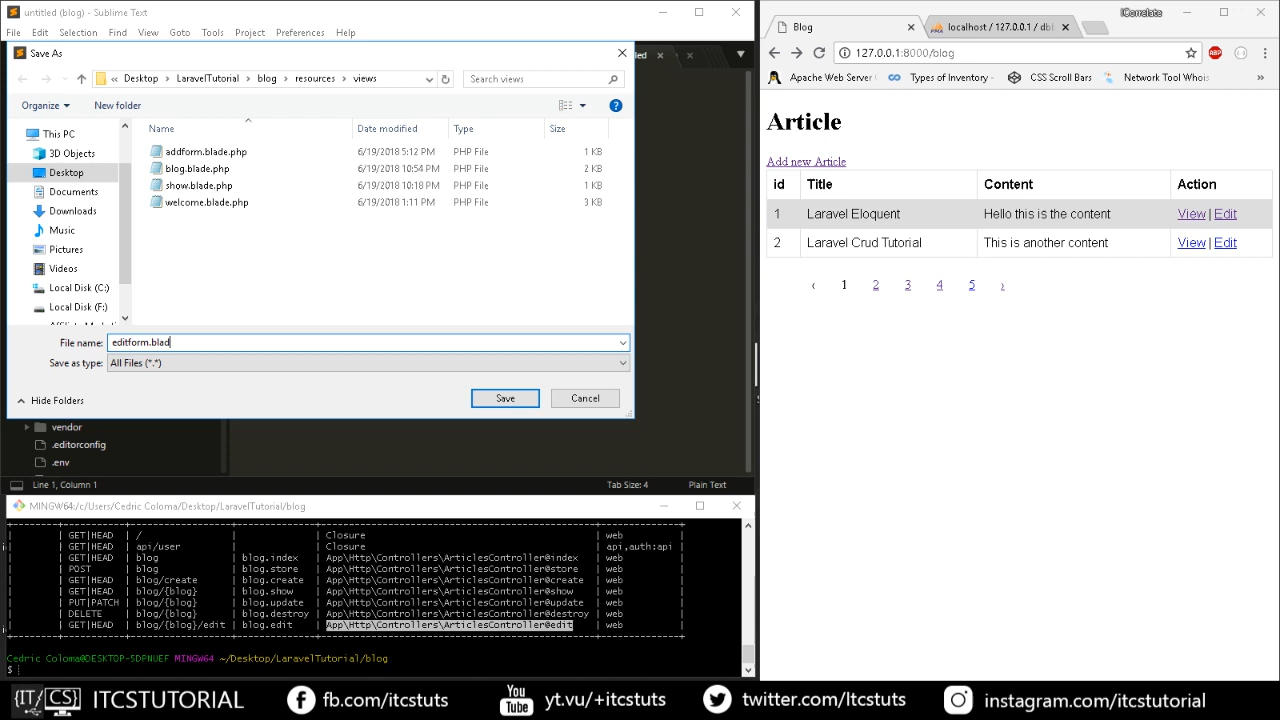 untitled (blog) - Sublime Text
File Edit Selection Find View Goto Tools Project Preferences Help
Save As
« Desktop LaravelTutorial blog resources views
Search views
Organize New folder
Name Date modified Type Size
This PC
3D Objects
Desktop
Documents
Downloads
Music
Pictures
Videos
Local Disk (C:)
Local Disk (F:)
addform.blade.php 6/19/2018 5:12 PM PHP File 1 KB
blog.blade.php 6/19/2018 10:54 PM PHP File 2 KB
show.blade.php 6/19/2018 10:18 PM PHP File 1 KB
welcome.blade.php 6/19/2018 1:11 PM PHP File 3 KB
File name: editform.blad
Save as type: All Files (*.*)
Hide Folders
Save Cancel
vendor
.editorconfig
.env
Line 1, Column 1 Tab Size: 4 Plain Text
MINGW64:/c/Users/Cedric Coloma/Desktop/LaravelTutorial/blog
| GET|HEAD | / | | Closure | web |
| GET|HEAD | api/user | | Closure | api,auth:api |
| GET|HEAD | blog | blog.index | App\Http\Controllers\ArticlesController@index | web |
| POST | blog | blog.store | App\Http\Controllers\ArticlesController@store | web |
| GET|HEAD | blog/create | blog.create | App\Http\Controllers\ArticlesController@create | web |
| GET|HEAD | blog/{blog} | blog.show | App\Http\Controllers\ArticlesController@show | web |
| PUT|PATCH | blog/{blog} | blog.update | App\Http\Controllers\ArticlesController@update | web |
| DELETE | blog/{blog} | blog.destroy | App\Http\Controllers\ArticlesController@destroy | web |
| GET|HEAD | blog/{blog}/edit | blog.edit | App\Http\Controllers\ArticlesController@edit | web |
Cedric Coloma@DESKTOP-5DPNUEF MINGW64 ~/Desktop/LaravelTutorial/blog
$
ICorrelate
Blog
localhost / 127.0.0.1 / dbl
127.0.0.1:8000/blog
ABP
Apache Web Server Types of Inventory CSS Scroll Bars Network Tool Whois
Article
Add new Article
id Title Content Action
1 Laravel Eloquent Hello this is the content View | Edit
2 Laravel Crud Tutorial This is another content View | Edit
‹ 1 2 3 4 5 ›
{IT/CS} ITCSTUTORIAL fb.com/itcstuts You Tube yt.vu/+itcstuts twitter.com/Itcstuts instagram.com/itcstutorial